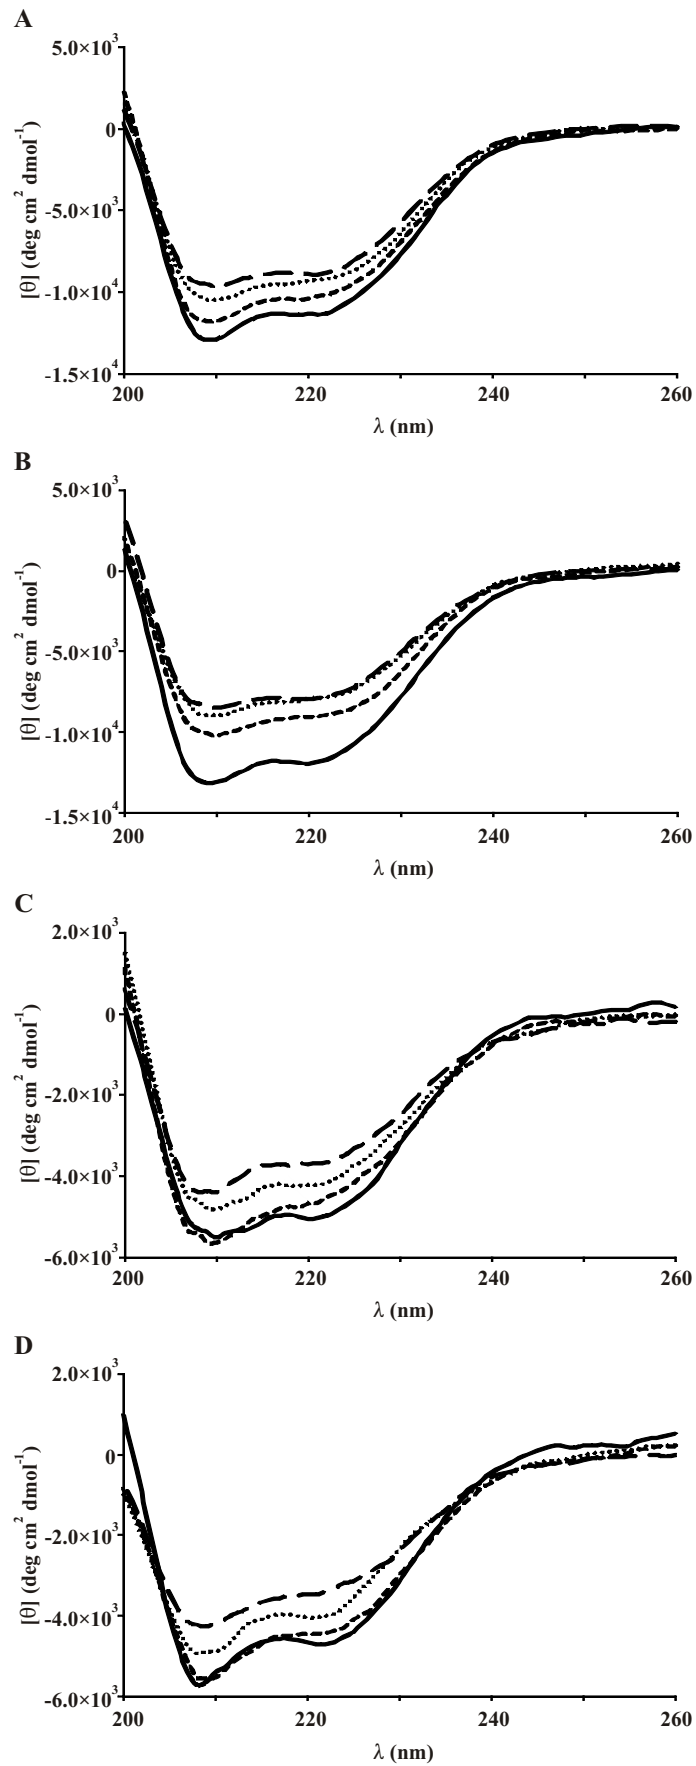 A
5.0×10³
0
-5.0×10³
-1.0×10⁴
-1.5×10⁴
[θ] (deg cm² dmol⁻¹)
200 220 240 260
λ (nm)
B
5.0×10³
0
-5.0×10³
-1.0×10⁴
-1.5×10⁴
[θ] (deg cm² dmol⁻¹)
200 220 240 260
λ (nm)
C
2.0×10³
0
-2.0×10³
-4.0×10³
-6.0×10³
[θ] (deg cm² dmol⁻¹)
200 220 240 260
λ (nm)
D
2.0×10³
0
-2.0×10³
-4.0×10³
-6.0×10³
[θ] (deg cm² dmol⁻¹)
200 220 240 260
λ (nm)